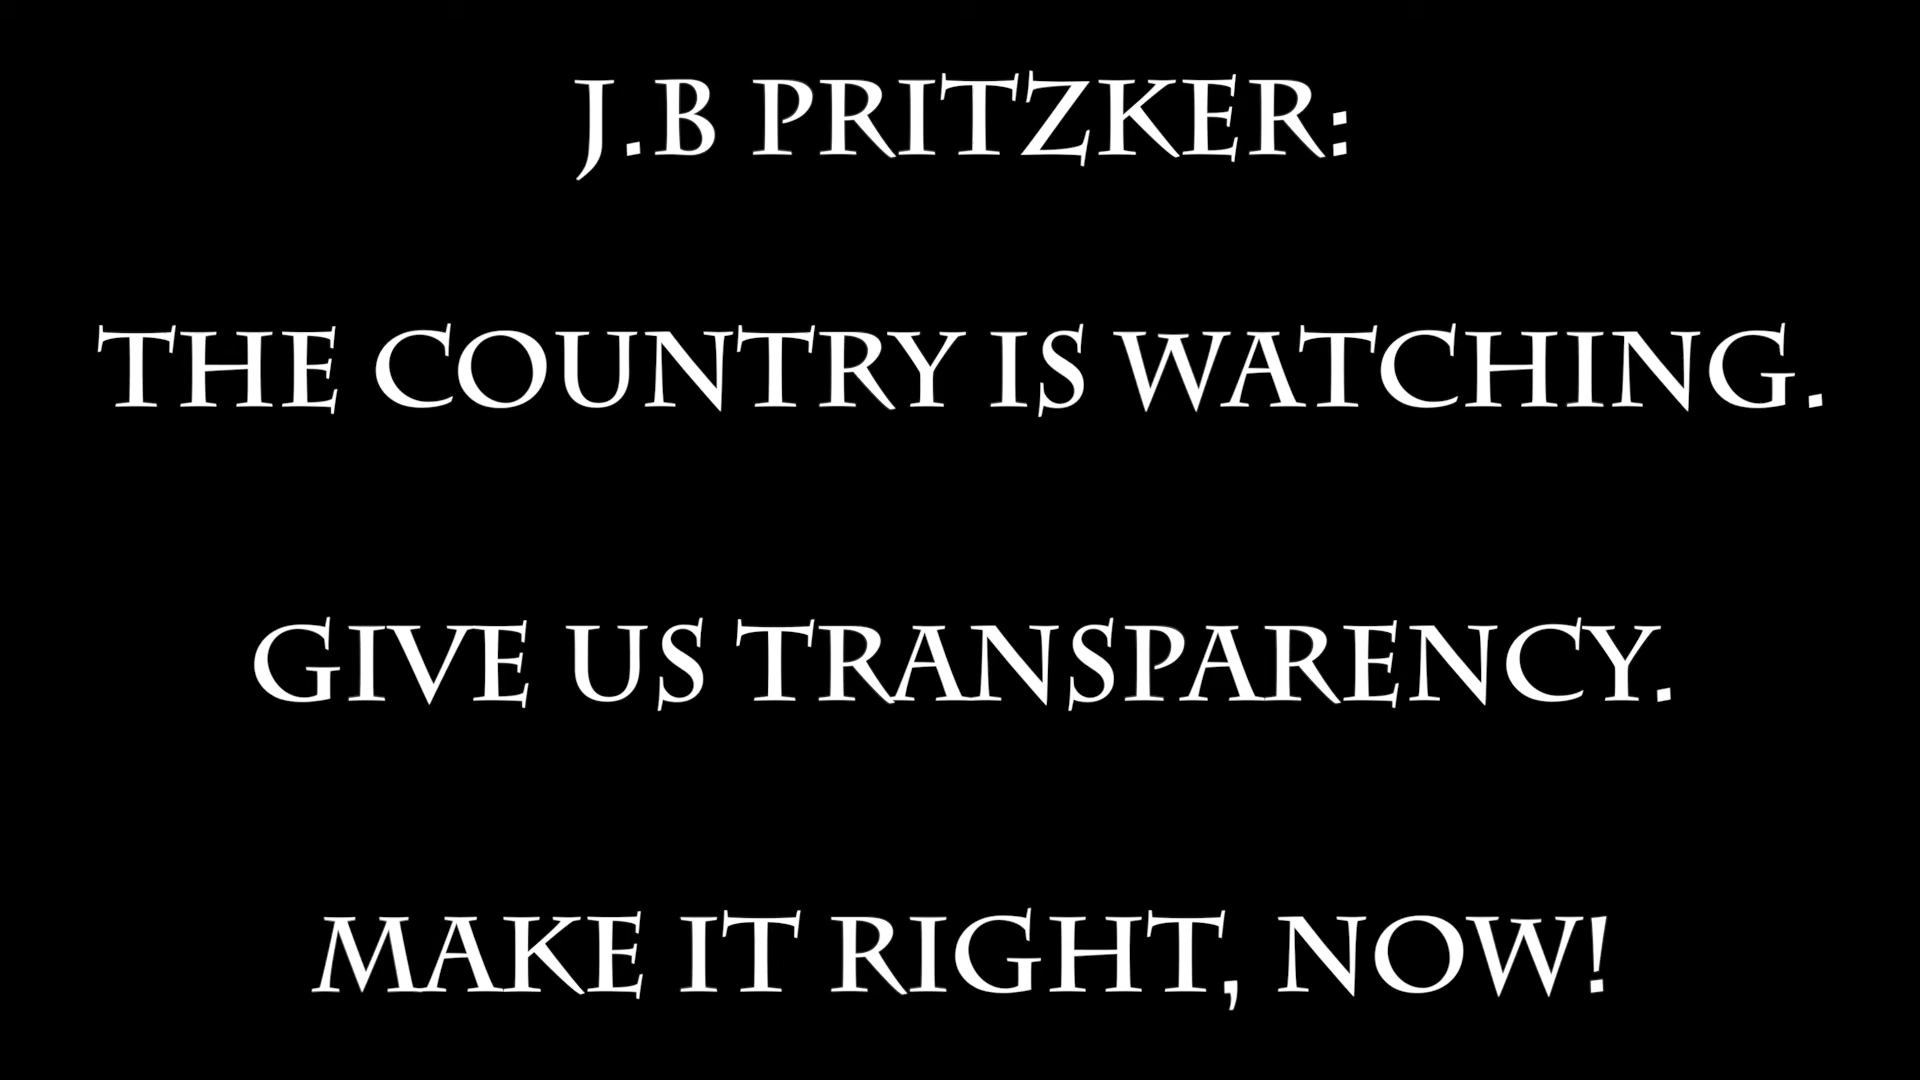 J.B PRITZKER:
THE COUNTRY IS WATCHING.
GIVE US TRANSPARENCY.
MAKE IT RIGHT, NOW!